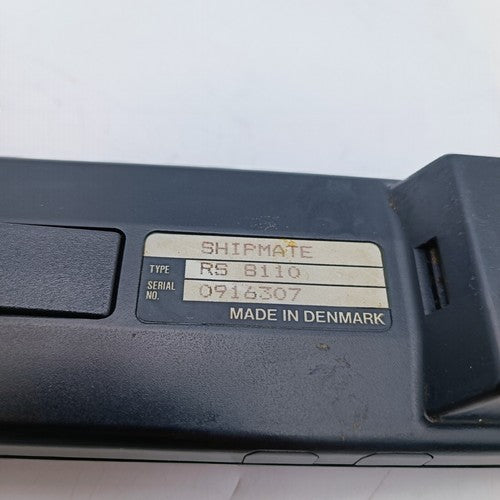 SHIPMATE
TYPE RS 8110
SERIAL NO. 0916307
MADE IN DENMARK